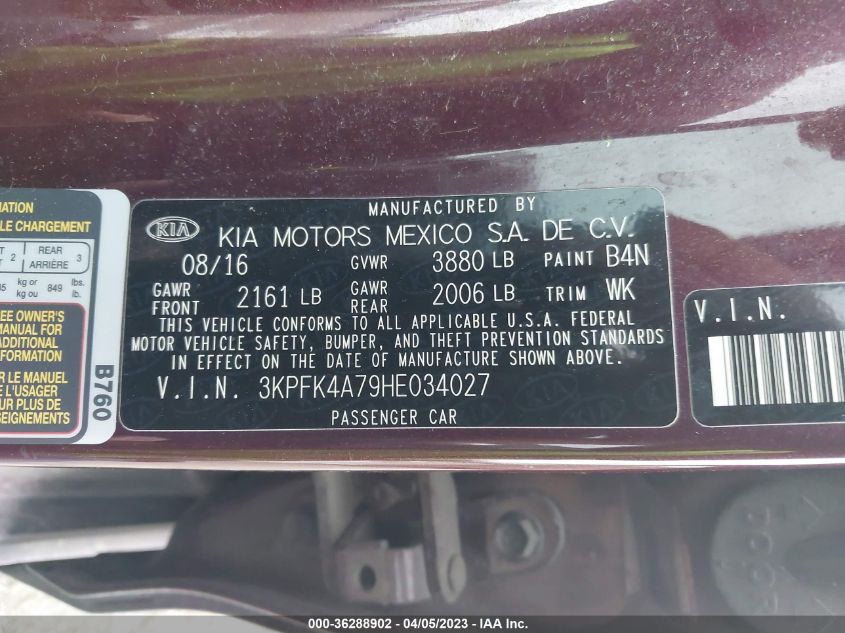 MANUFACTURED BY
KIA KIA MOTORS MEXICO S.A. DE C.V.
08/16 GVWR 3880 LB PAINT B4N
GAWR FRONT 2161 LB GAWR REAR 2006 LB TRIM WK
THIS VEHICLE CONFORMS TO ALL APPLICABLE U.S.A. FEDERAL
MOTOR VEHICLE SAFETY, BUMPER, AND THEFT PREVENTION STANDARDS
IN EFFECT ON THE DATE OF MANUFACTURE SHOWN ABOVE.
V.I.N. 3KPFK4A79HE034027
PASSENGER CAR
LE CHARGEMENT
2 REAR 3
ARRIÈRE
kg or 849 lbs.
kg ou lb.
SEE OWNER'S
MANUAL FOR
ADDITIONAL
INFORMATION
LE MANUEL
L'USAGER
PLUS DE
B760
V.I.N.
000-36288902 - 04/05/2023 - IAA Inc.